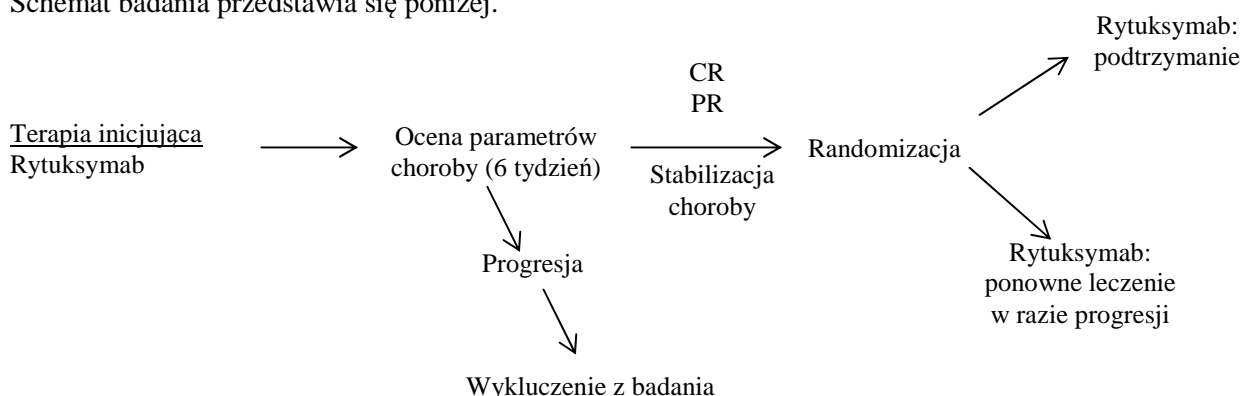 Schemat badania przedstawia się poniżej.
Rytuksymab:
podtrzymanie
CR
PR
Terapia inicjująca
Rytuksymab
Ocena parametrów
choroby (6 tydzień)
Stabilizacja
choroby
Randomizacja
Progresja
Rytuksymab:
ponowne leczenie
w razie progresji
Wykluczenie z badania